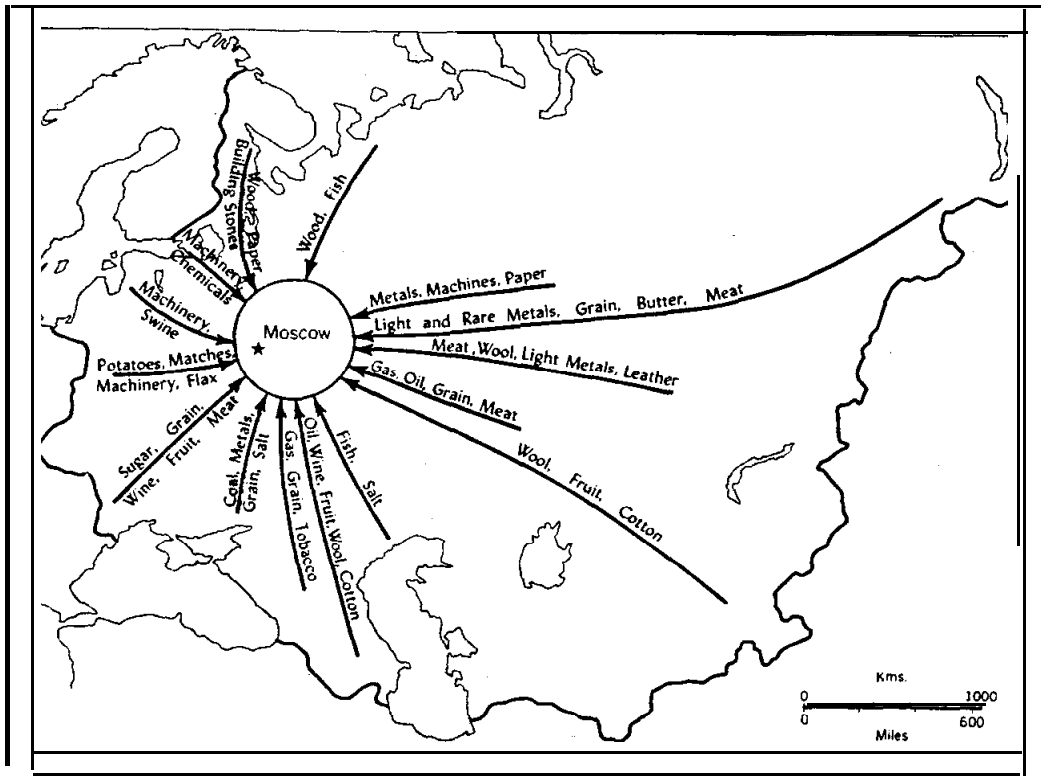 Building Stones
Wood, Paper
Wood, Fish
Machinery,
Chemicals
Machinery,
Swine
Metals, Machines, Paper
Light and Rare Metals, Grain, Butter, Meat
Moscow
Meat, Wool, Light Metals, Leather
Potatoes, Matches,
Machinery, Flax
Gas, Oil, Grain, Meat
Sugar, Grain,
Wine, Fruit, Meat
Coal, Metals,
Grain, Salt
Gas, Grain, Tobacco
Oil, Wine, Fruit, Wool, Cotton
Fish,
Salt
Wool, Fruit, Cotton
Kms.
0 1000
0 600
Miles